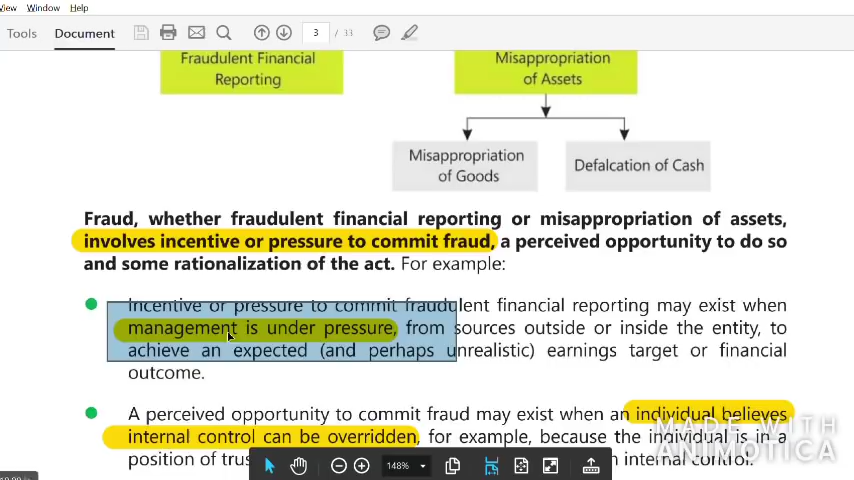 View Window Help
Tools Document 3 / 33
Fraudulent Financial
Reporting
Misappropriation
of Assets
Misappropriation
of Goods
Defalcation of Cash
Fraud, whether fraudulent financial reporting or misappropriation of assets,
involves incentive or pressure to commit fraud, a perceived opportunity to do so
and some rationalization of the act. For example:
Incentive or pressure to commit fraudulent financial reporting may exist when
management is under pressure, from sources outside or inside the entity, to
achieve an expected (and perhaps unrealistic) earnings target or financial
outcome.
A perceived opportunity to commit fraud may exist when an individual believes
internal control can be overridden, for example, because the individual is in a
position of in internal control.
148%
MADE WITH
ANIMOTICA